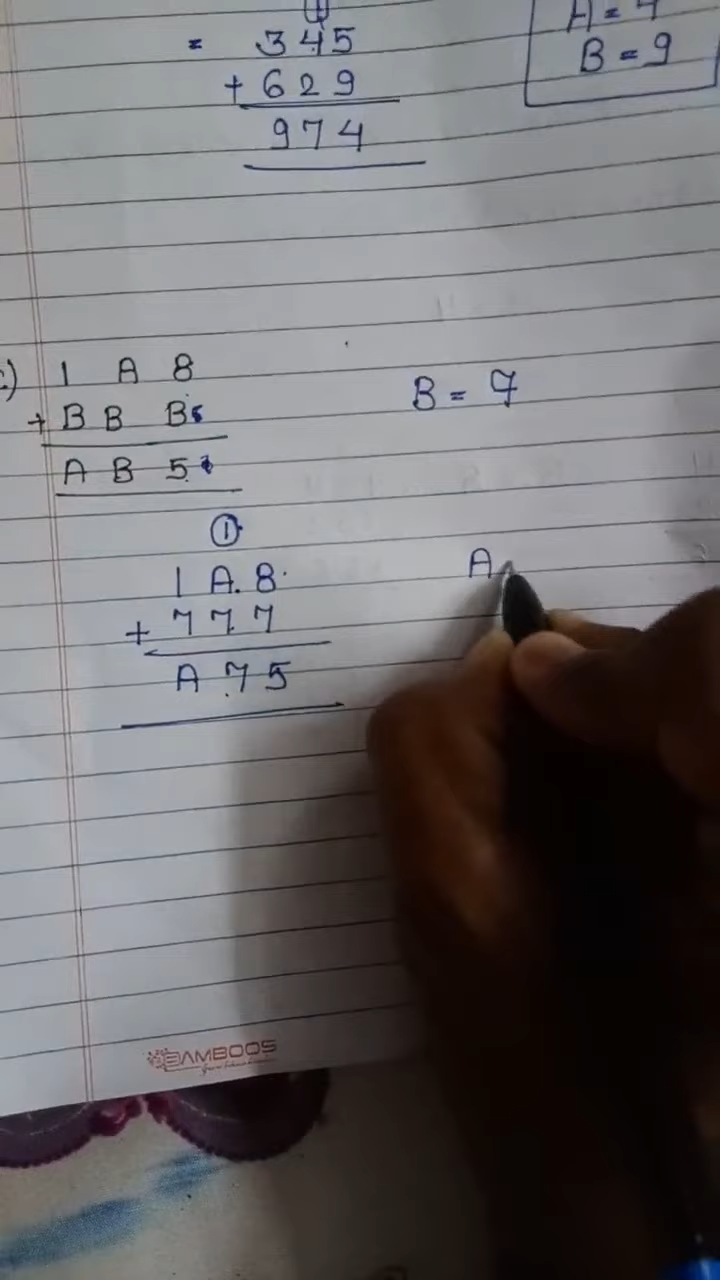 = 345
+ 629
974
A = 4
B = 9
1 A 8
+ B B B
A B 5
B = 7
①
1 A 8
+ 7 7 7
A 7 5
A
BAMBOOS